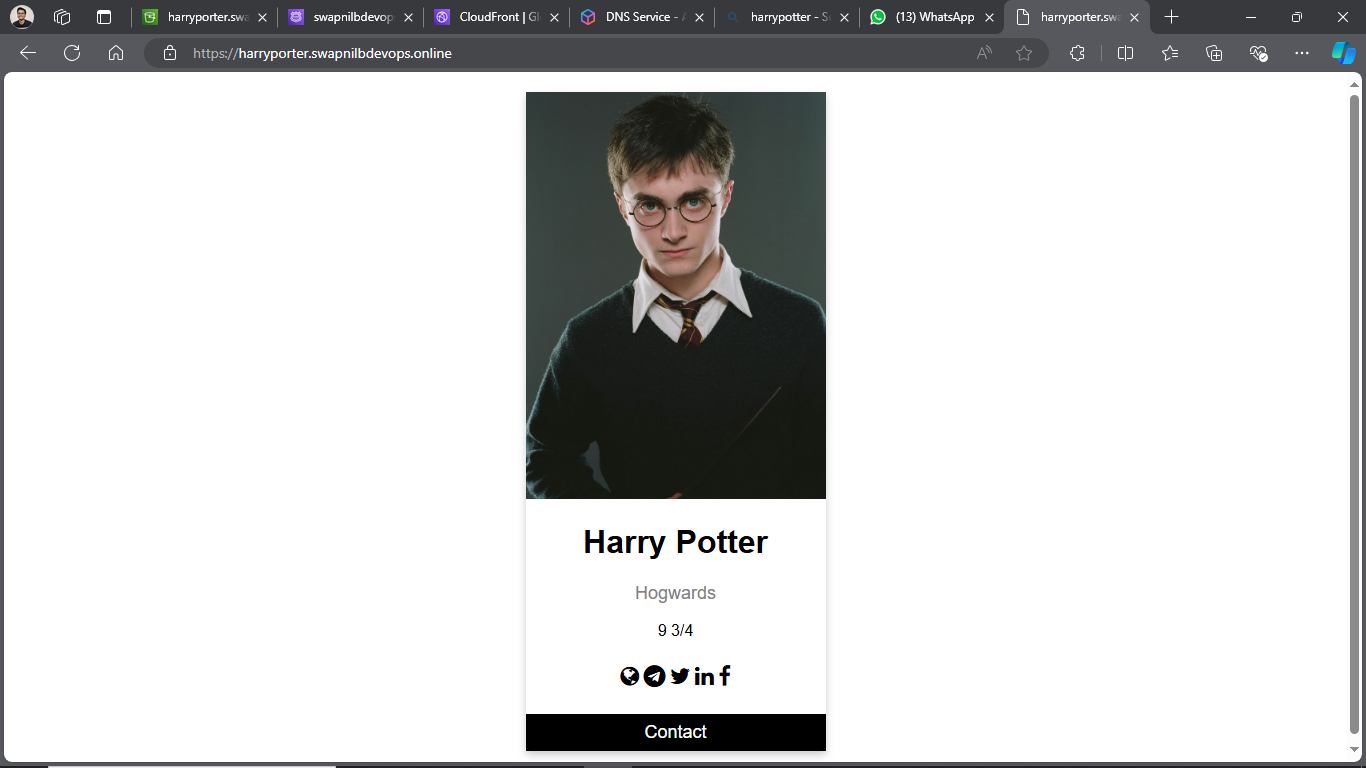 harryporter.swa
swapnilbdevop
CloudFront | Gl
DNS Service - A
harrypotter - S
(13) WhatsApp
harryporter.swa
https://harryporter.swapnilbdevops.online
Harry Potter
Hogwards
9 3/4
Contact